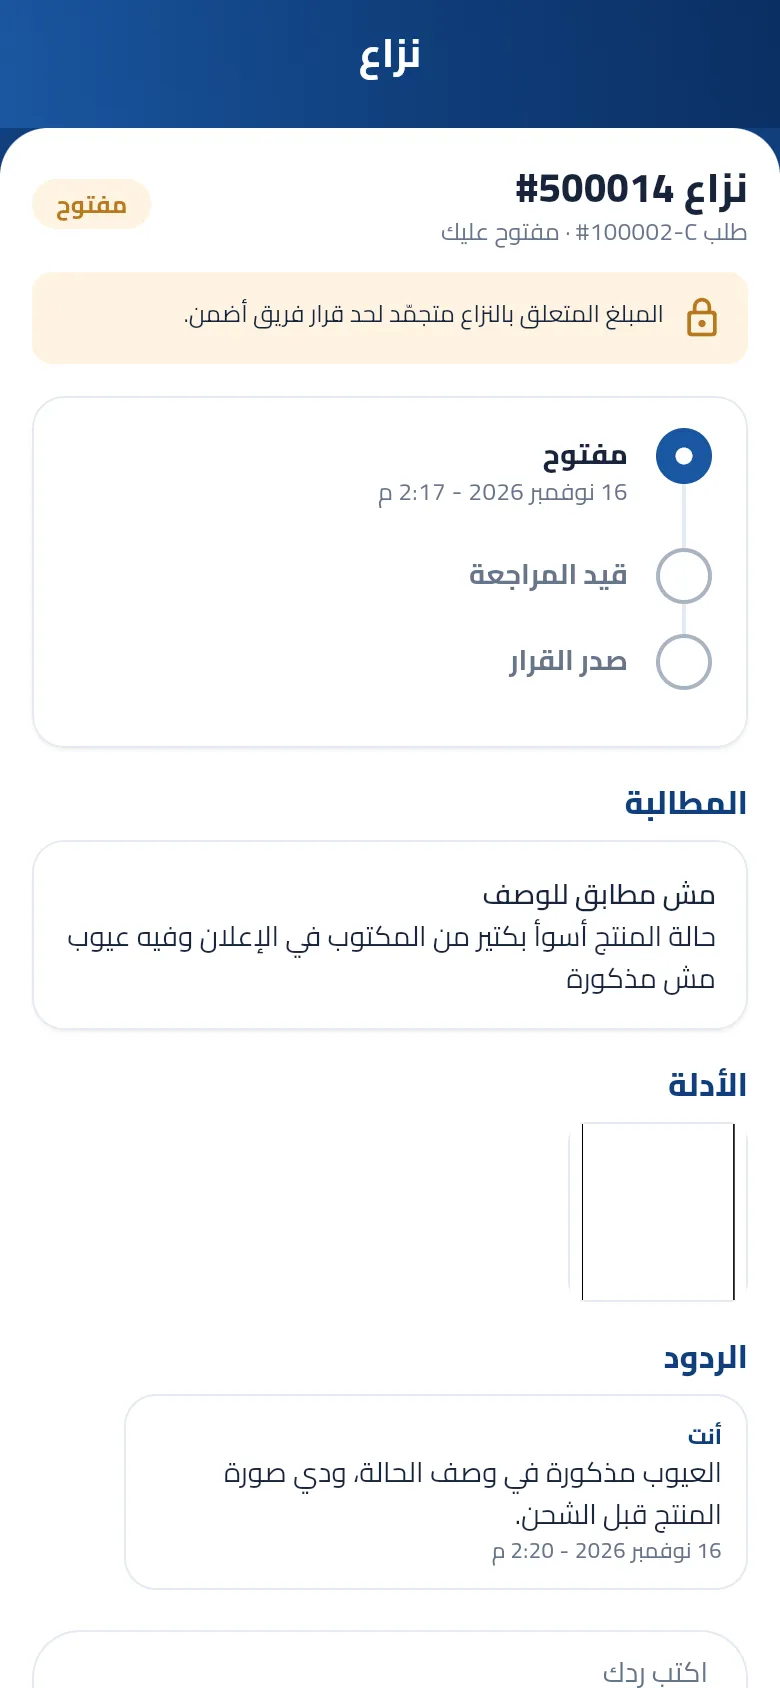 نزاع
نزاع #500014
مفتوح
طلب #100002-C · مفتوح عليك
المبلغ المتعلق بالنزاع متجمّد لحد قرار فريق أضمن.
مفتوح
16 نوفمبر 2026 - 2:17 م
قيد المراجعة
صدر القرار
المطالبة
مش مطابق للوصف
حالة المنتج أسوأ بكتير من المكتوب في الإعلان وفيه عيوب
مش مذكورة
الأدلة
الردود
أنت
العيوب مذكورة في وصف الحالة، ودي صورة
المنتج قبل الشحن.
16 نوفمبر 2026 - 2:20 م
اكتب ردك